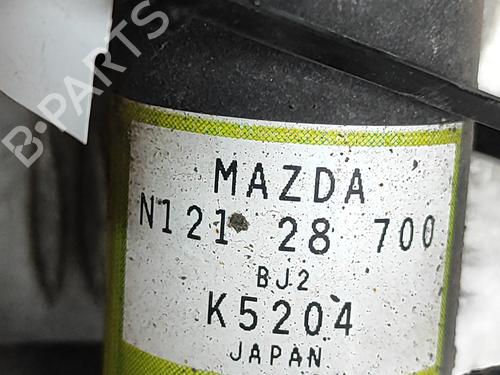 B-PARTS
MAZDA
N121 28 700
BJ2
K5204
JAPAN